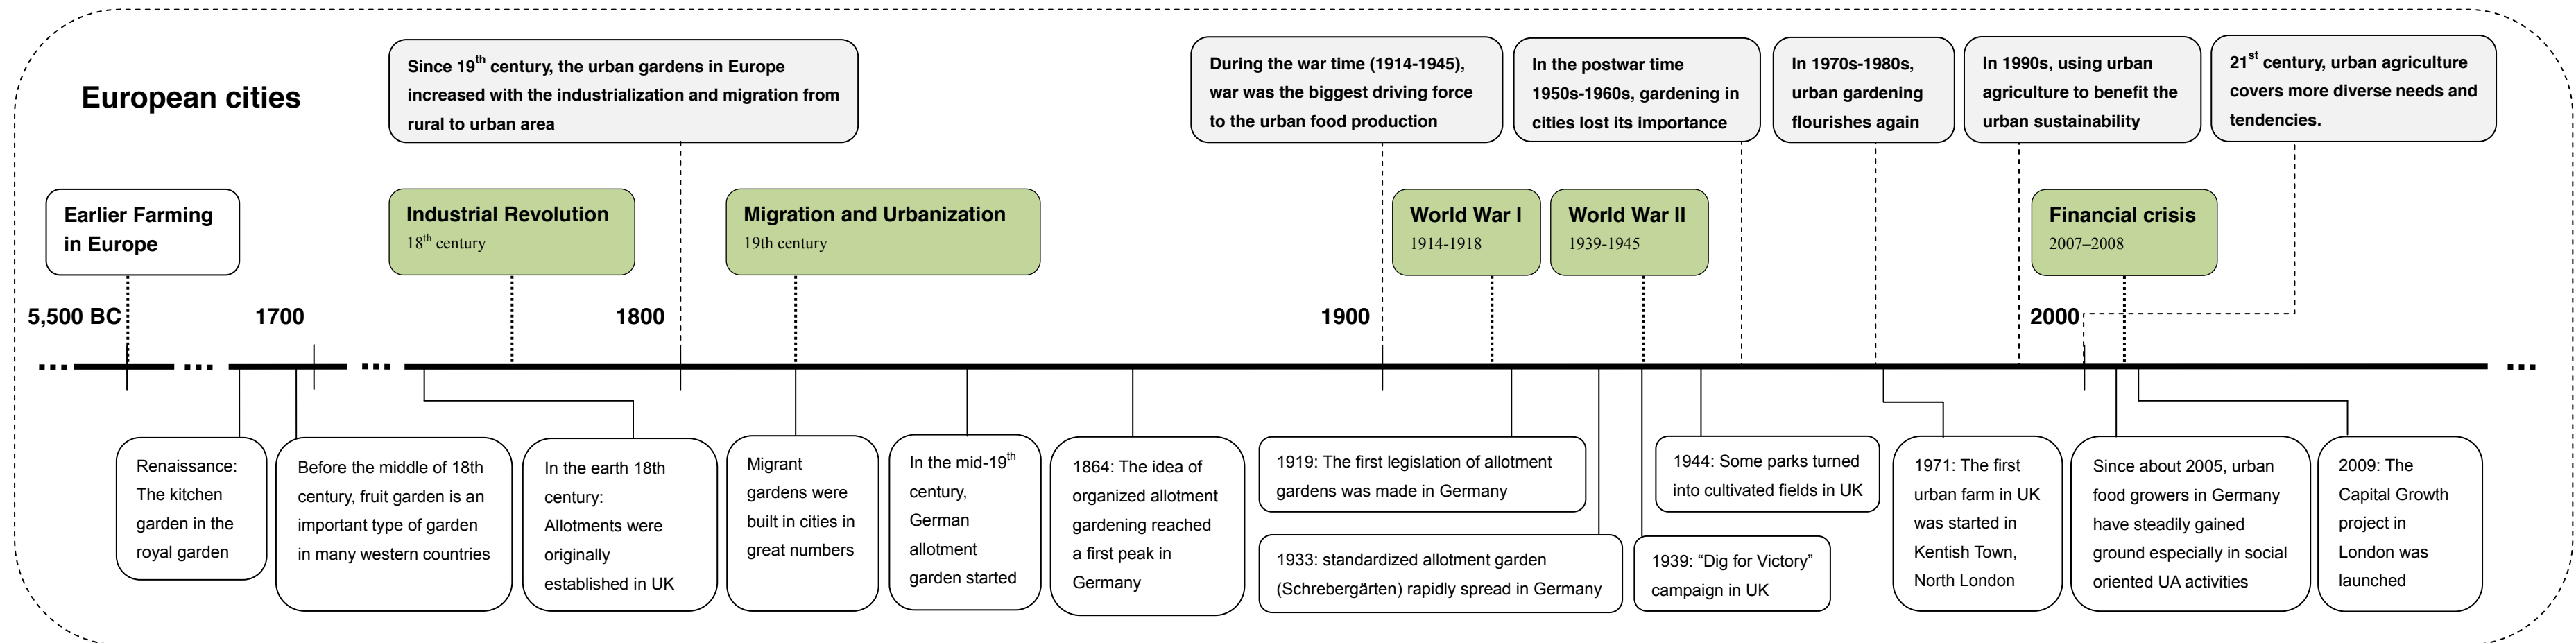 European cities
Since 19th century, the urban gardens in Europe
increased with the industrialization and migration from
rural to urban area
During the war time (1914-1945),
war was the biggest driving force
to the urban food production
In the postwar time
1950s-1960s, gardening in
cities lost its importance
In 1970s-1980s,
urban gardening
flourishes again
In 1990s, using urban
agriculture to benefit the
urban sustainability
21st century, urban agriculture
covers more diverse needs and
tendencies.
Earlier Farming
in Europe
Industrial Revolution
18th century
Migration and Urbanization
19th century
World War I
1914-1918
World War II
1939-1945
Financial crisis
2007–2008
5,500 BC
1700
1800
1900
2000
Renaissance:
The kitchen
garden in the
royal garden
Before the middle of 18th
century, fruit garden is an
important type of garden
in many western countries
In the earth 18th
century:
Allotments were
originally
established in UK
Migrant
gardens were
built in cities in
great numbers
In the mid-19th
century,
German
allotment
garden started
1864: The idea of
organized allotment
gardening reached
a first peak in
Germany
1919: The first legislation of allotment
gardens was made in Germany
1933: standardized allotment garden
(Schrebergärten) rapidly spread in Germany
1944: Some parks turned
into cultivated fields in UK
1939: “Dig for Victory”
campaign in UK
1971: The first
urban farm in UK
was started in
Kentish Town,
North London
Since about 2005, urban
food growers in Germany
have steadily gained
ground especially in social
oriented UA activities
2009: The
Capital Growth
project in
London was
launched